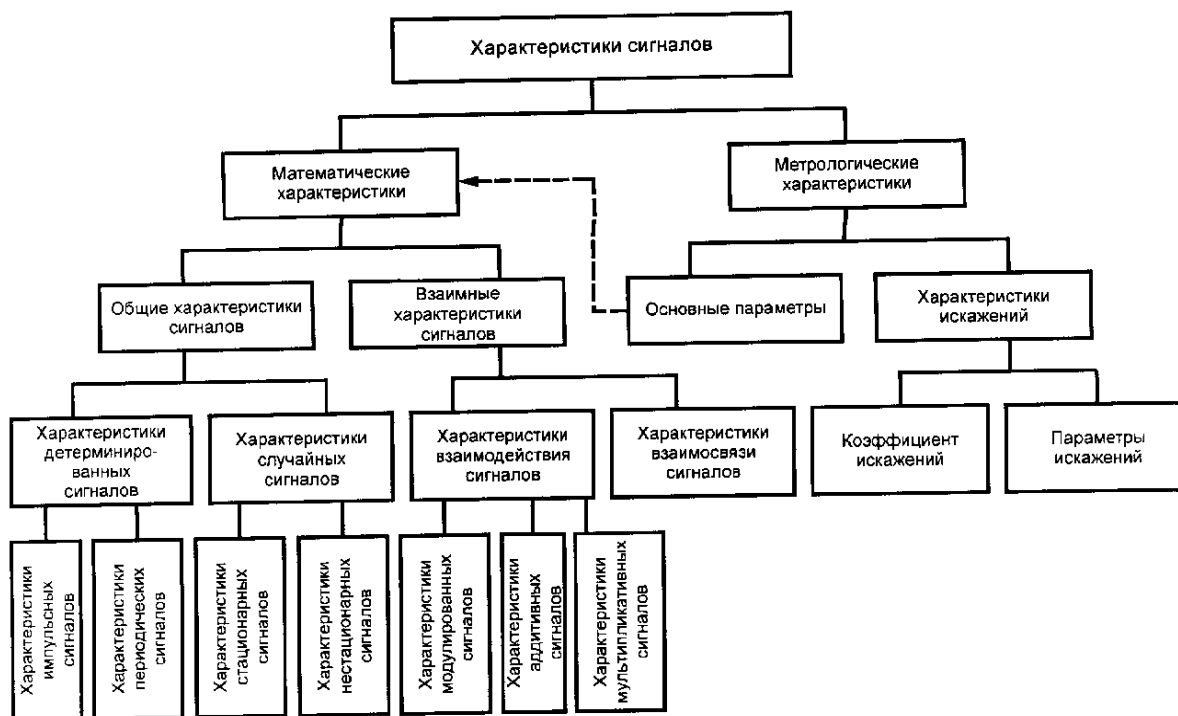 Характеристики сигналов
Математические
характеристики
Метрологические
характеристики
Общие характеристики
сигналов
Взаимные
характеристики
сигналов
Основные параметры
Характеристики
искажений
Характеристики
детерминиро-
ванных
сигналов
Характеристики
случайных
сигналов
Характеристики
взаимодействия
сигналов
Характеристики
взаимосвязи
сигналов
Коэффициент
искажений
Параметры
искажений
Характеристики
импульсных
сигналов
Характеристики
периодических
сигналов
Характеристики
стационарных
сигналов
Характеристики
нестационарных
сигналов
Характеристики
модулированных
сигналов
Характеристики
аддитивных
сигналов
Характеристики
мультипликативных
сигналов